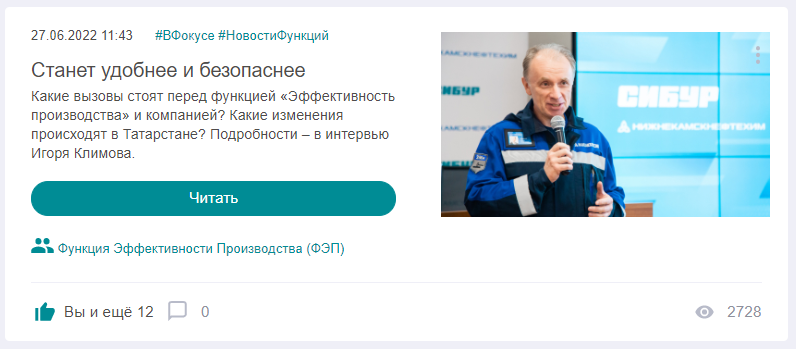 27.06.2022 11:43 #ВФокусе #НовостиФункций
Станет удобнее и безопаснее
Какие вызовы стоят перед функцией «Эффективность
производства» и компанией? Какие изменения
происходят в Татарстане? Подробности – в интервью
Игоря Климова.
Читать
Функция Эффективности Производства (ФЭП)
Вы и ещё 12 0 2728
СИБУР
НИЖНЕКАМСКНЕФТЕХИМ
СИБУР